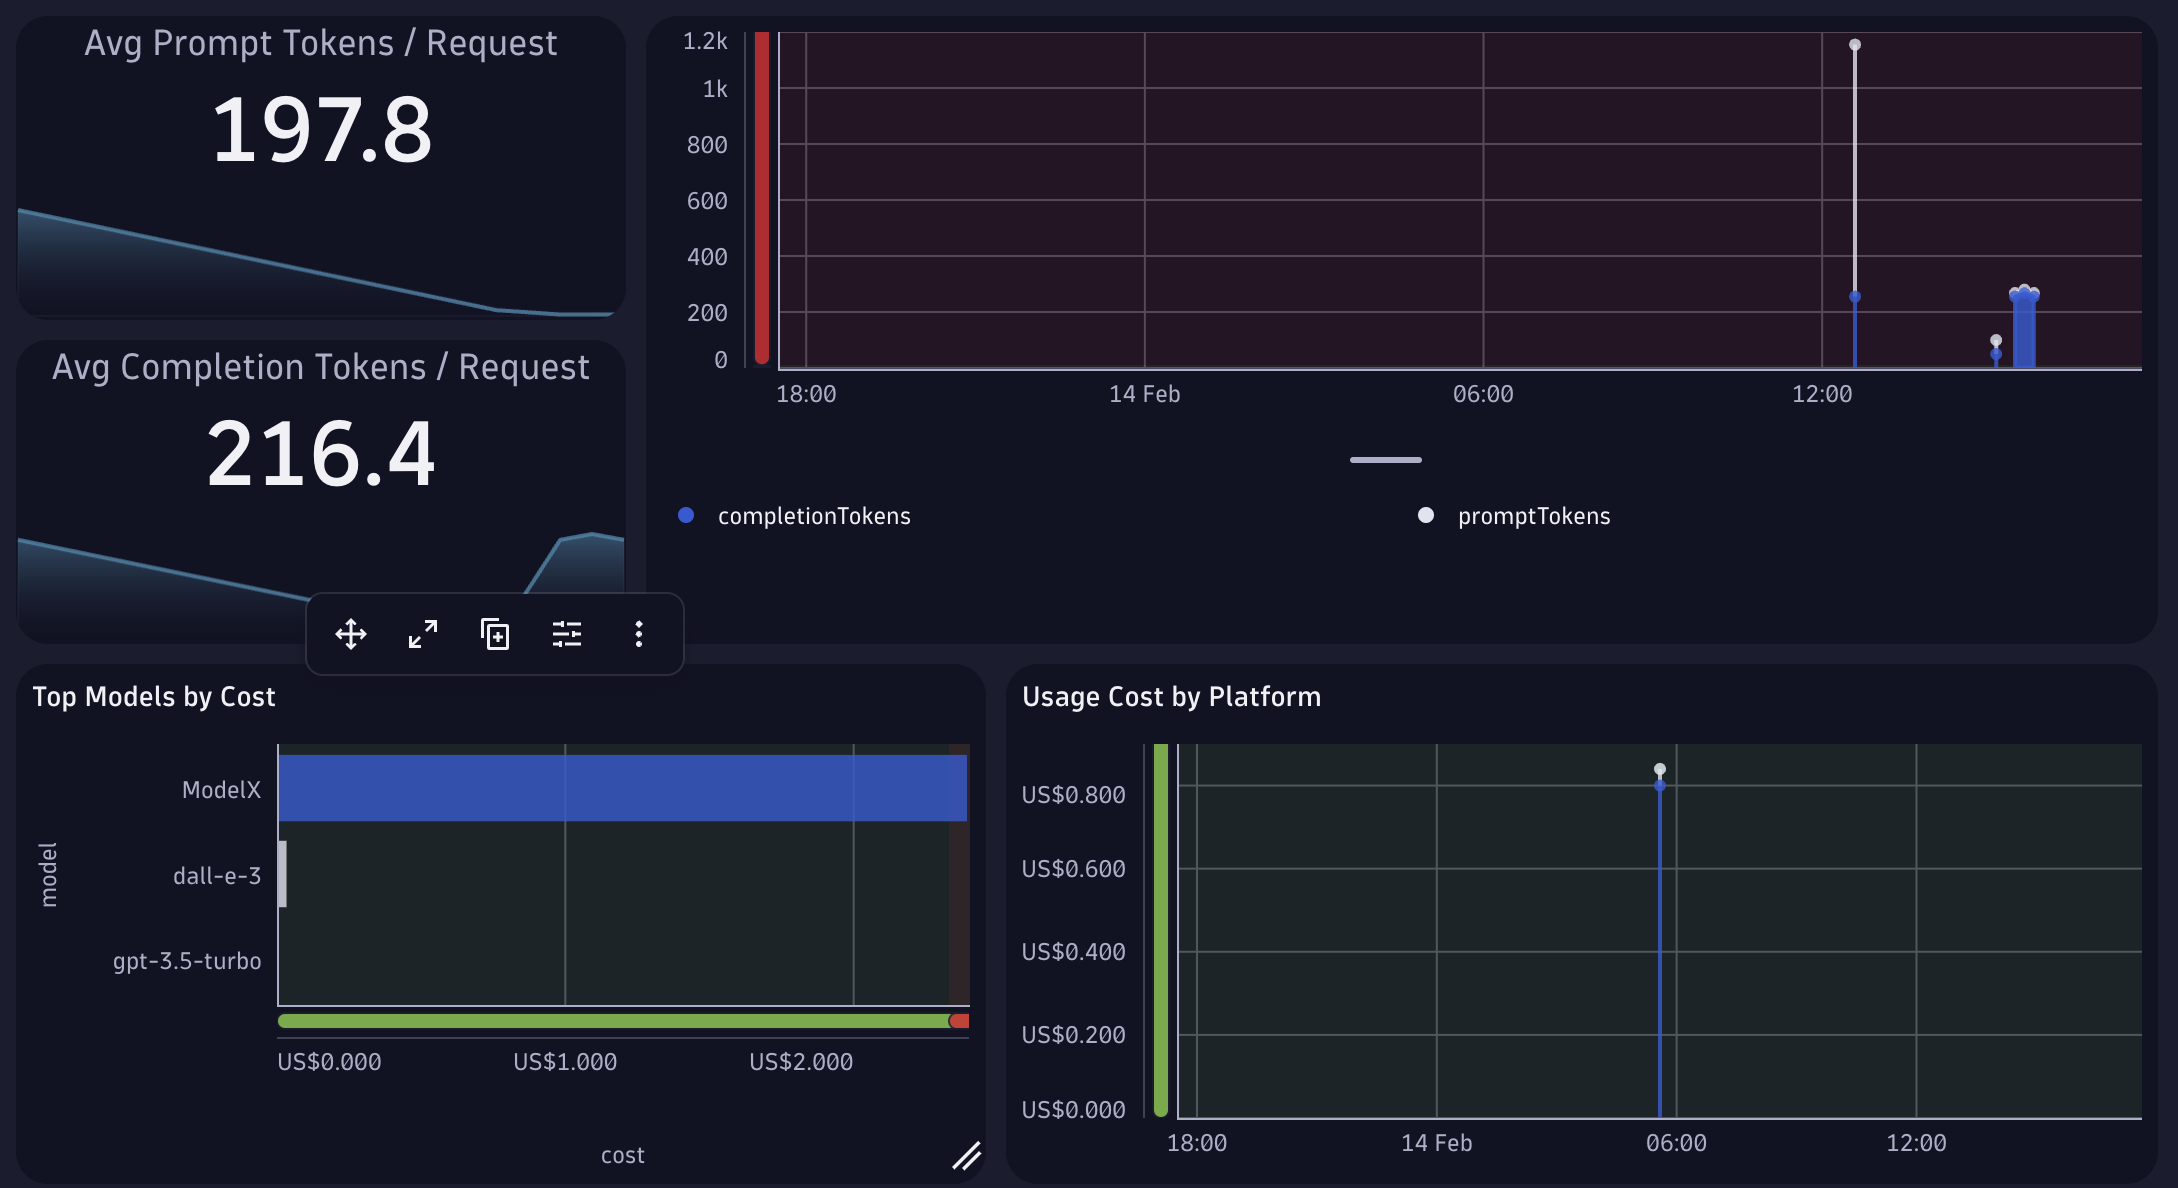 Avg Prompt Tokens / Request
197.8
Avg Completion Tokens / Request
216.4
1.2k
1k
800
600
400
200
0
18:00
14 Feb
06:00
12:00
completionTokens
promptTokens
Top Models by Cost
model
ModelX
dall-e-3
gpt-3.5-turbo
US$0.000
US$1.000
US$2.000
cost
Usage Cost by Platform
US$0.800
US$0.600
US$0.400
US$0.200
US$0.000
18:00
14 Feb
06:00
12:00